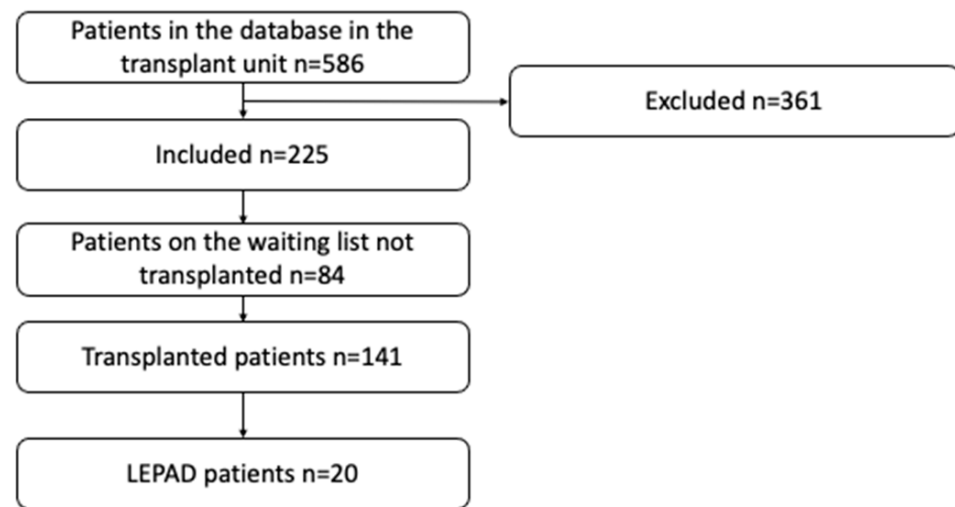 Patients in the database in the
transplant unit n=586
Excluded n=361
Included n=225
Patients on the waiting list not
transplanted n=84
Transplanted patients n=141
LEPAD patients n=20